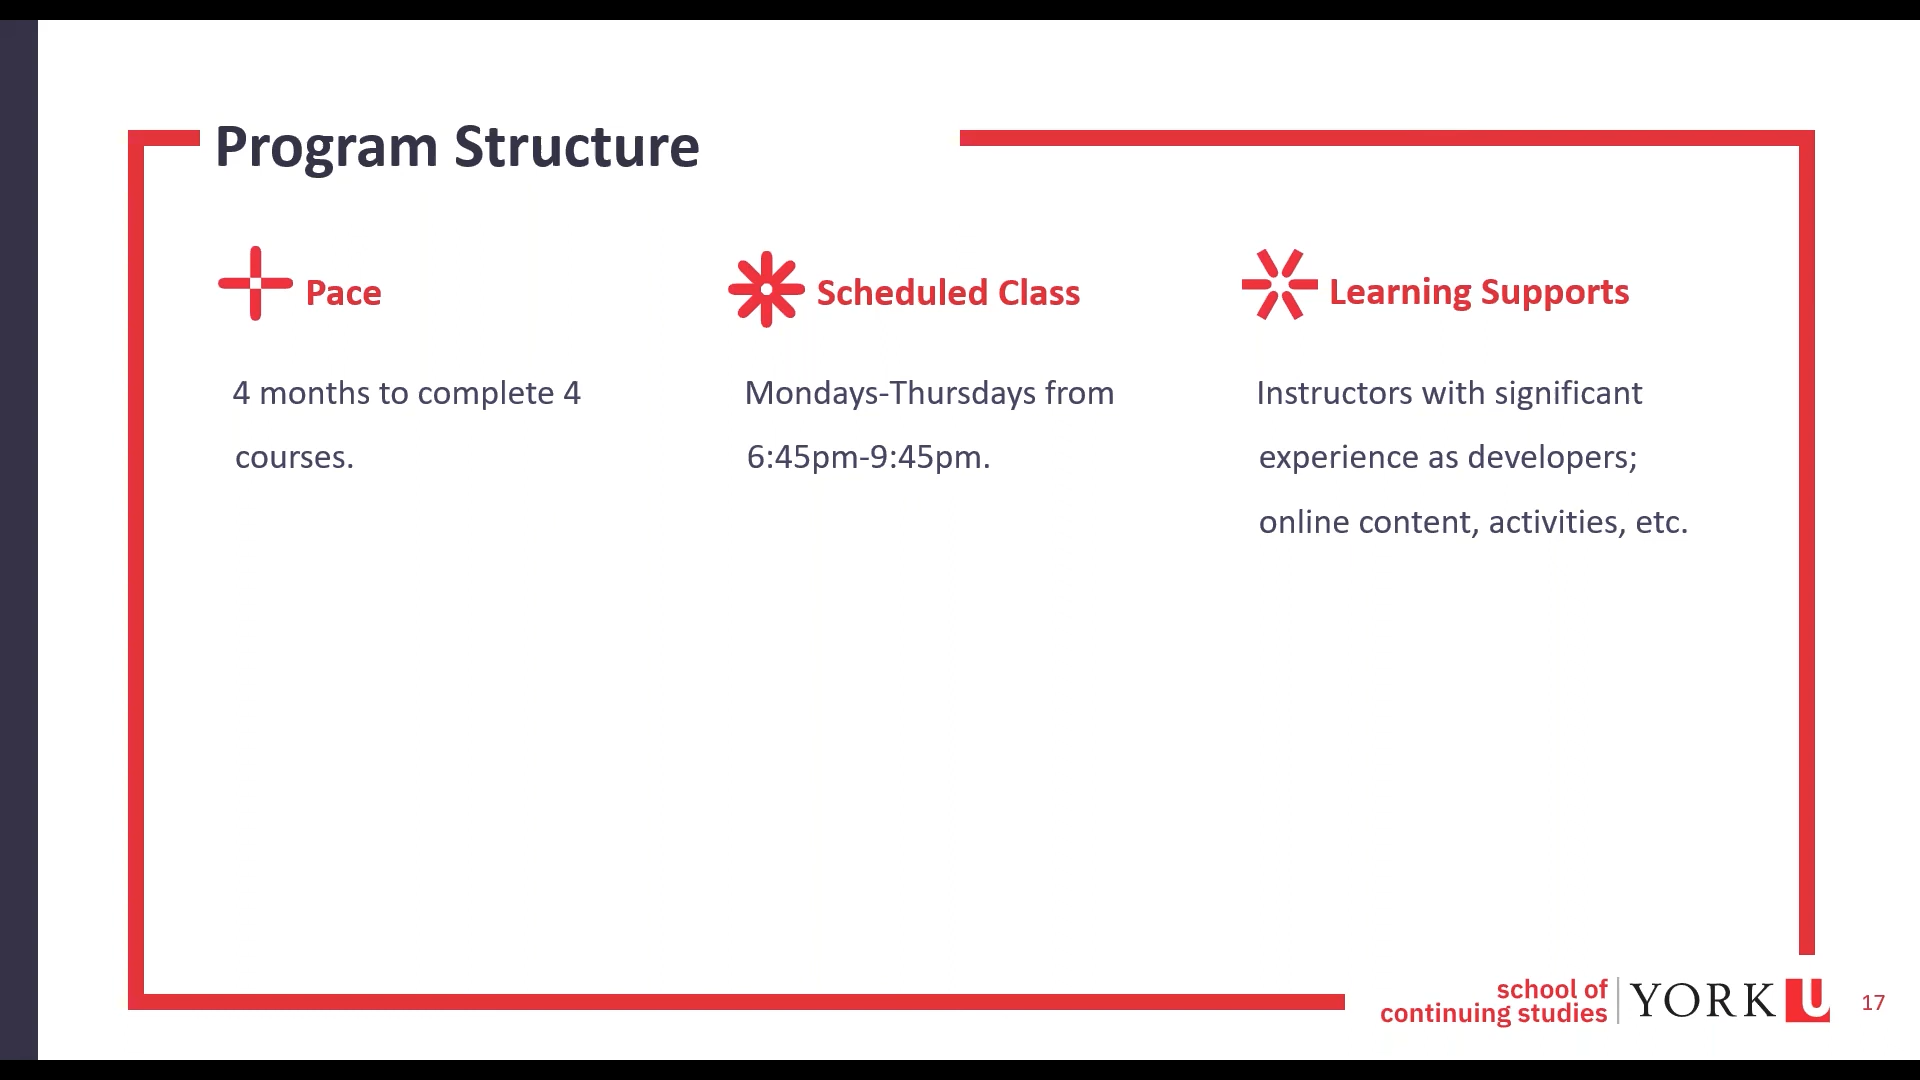 Program Structure
Pace
4 months to complete 4
courses.
Scheduled Class
Mondays-Thursdays from
6:45pm-9:45pm.
Learning Supports
Instructors with significant
experience as developers;
online content, activities, etc.
school of
continuing studies
YORK U
17